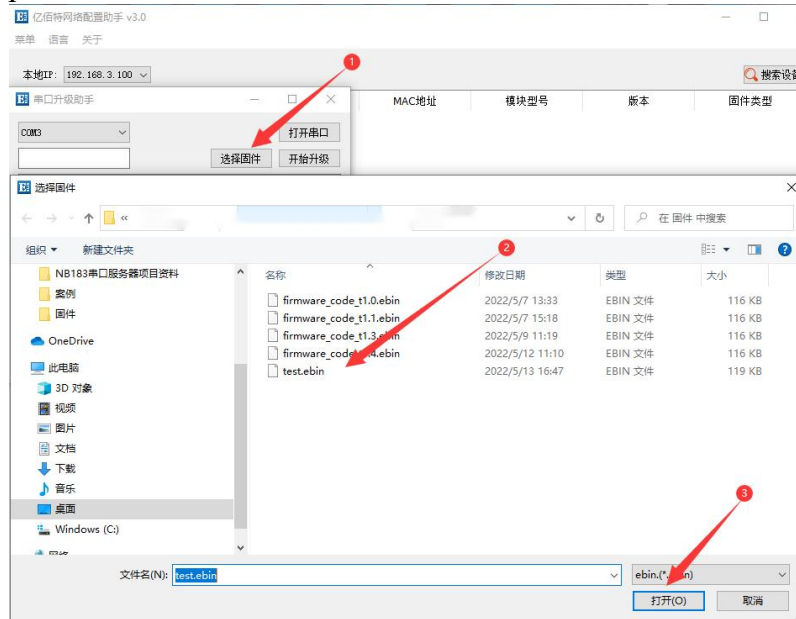 亿佰特网络配置助手 v3.0
菜单 语言 关于
本地IP: 192.168.3.100
搜索设备
串口升级助手
MAC地址 模块型号 版本 固件类型
COM3 打开串口
选择固件 开始升级
1
选择固件
«
在 固件 中搜索
组织 新建文件夹
2
NB183串口服务器项目资料
案例
固件
OneDrive
此电脑
3D 对象
视频
图片
文档
下载
音乐
桌面
Windows (C:)
网络
名称 修改日期 类型 大小
firmware_code_t1.0.ebin 2022/5/7 13:33 EBIN 文件 116 KB
firmware_code_t1.1.ebin 2022/5/7 15:18 EBIN 文件 116 KB
firmware_code_t1.3.ebin 2022/5/9 11:19 EBIN 文件 116 KB
firmware_code_t1.4.ebin 2022/5/12 11:10 EBIN 文件 116 KB
test.ebin 2022/5/13 16:47 EBIN 文件 119 KB
3
文件名(N): test.ebin
打开(O) 取消